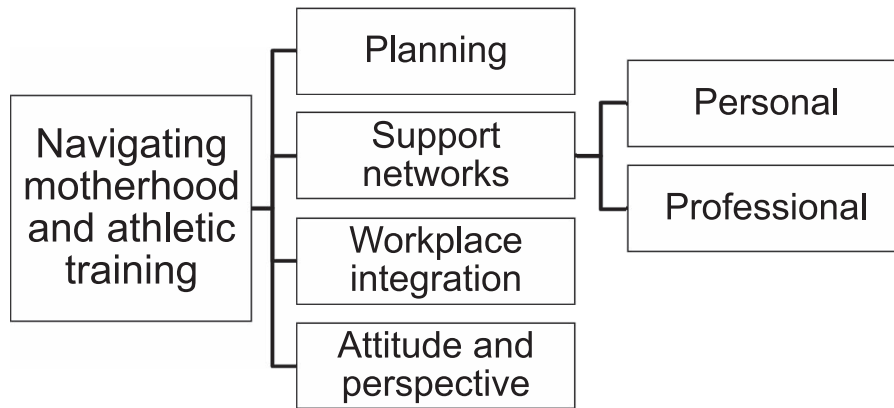 Navigating
motherhood
and athletic
training
Planning
Support
networks
Workplace
integration
Attitude and
perspective
Personal
Professional